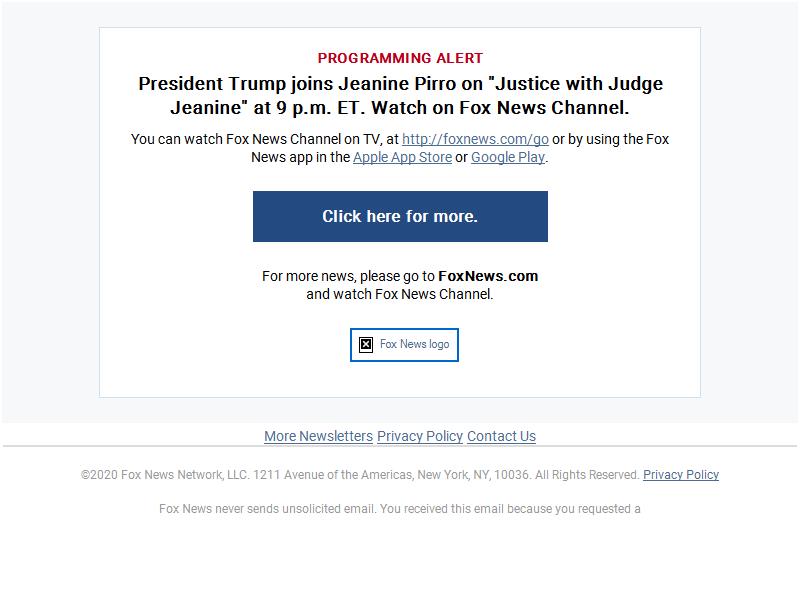 PROGRAMMING ALERT
President Trump joins Jeanine Pirro on "Justice with Judge
Jeanine" at 9 p.m. ET. Watch on Fox News Channel.
You can watch Fox News Channel on TV, at http://foxnews.com/go or by using the Fox
News app in the Apple App Store or Google Play.
Click here for more.
For more news, please go to FoxNews.com
and watch Fox News Channel.
Fox News logo
More Newsletters Privacy Policy Contact Us
©2020 Fox News Network, LLC. 1211 Avenue of the Americas, New York, NY, 10036. All Rights Reserved. Privacy Policy
Fox News never sends unsolicited email. You received this email because you requested a